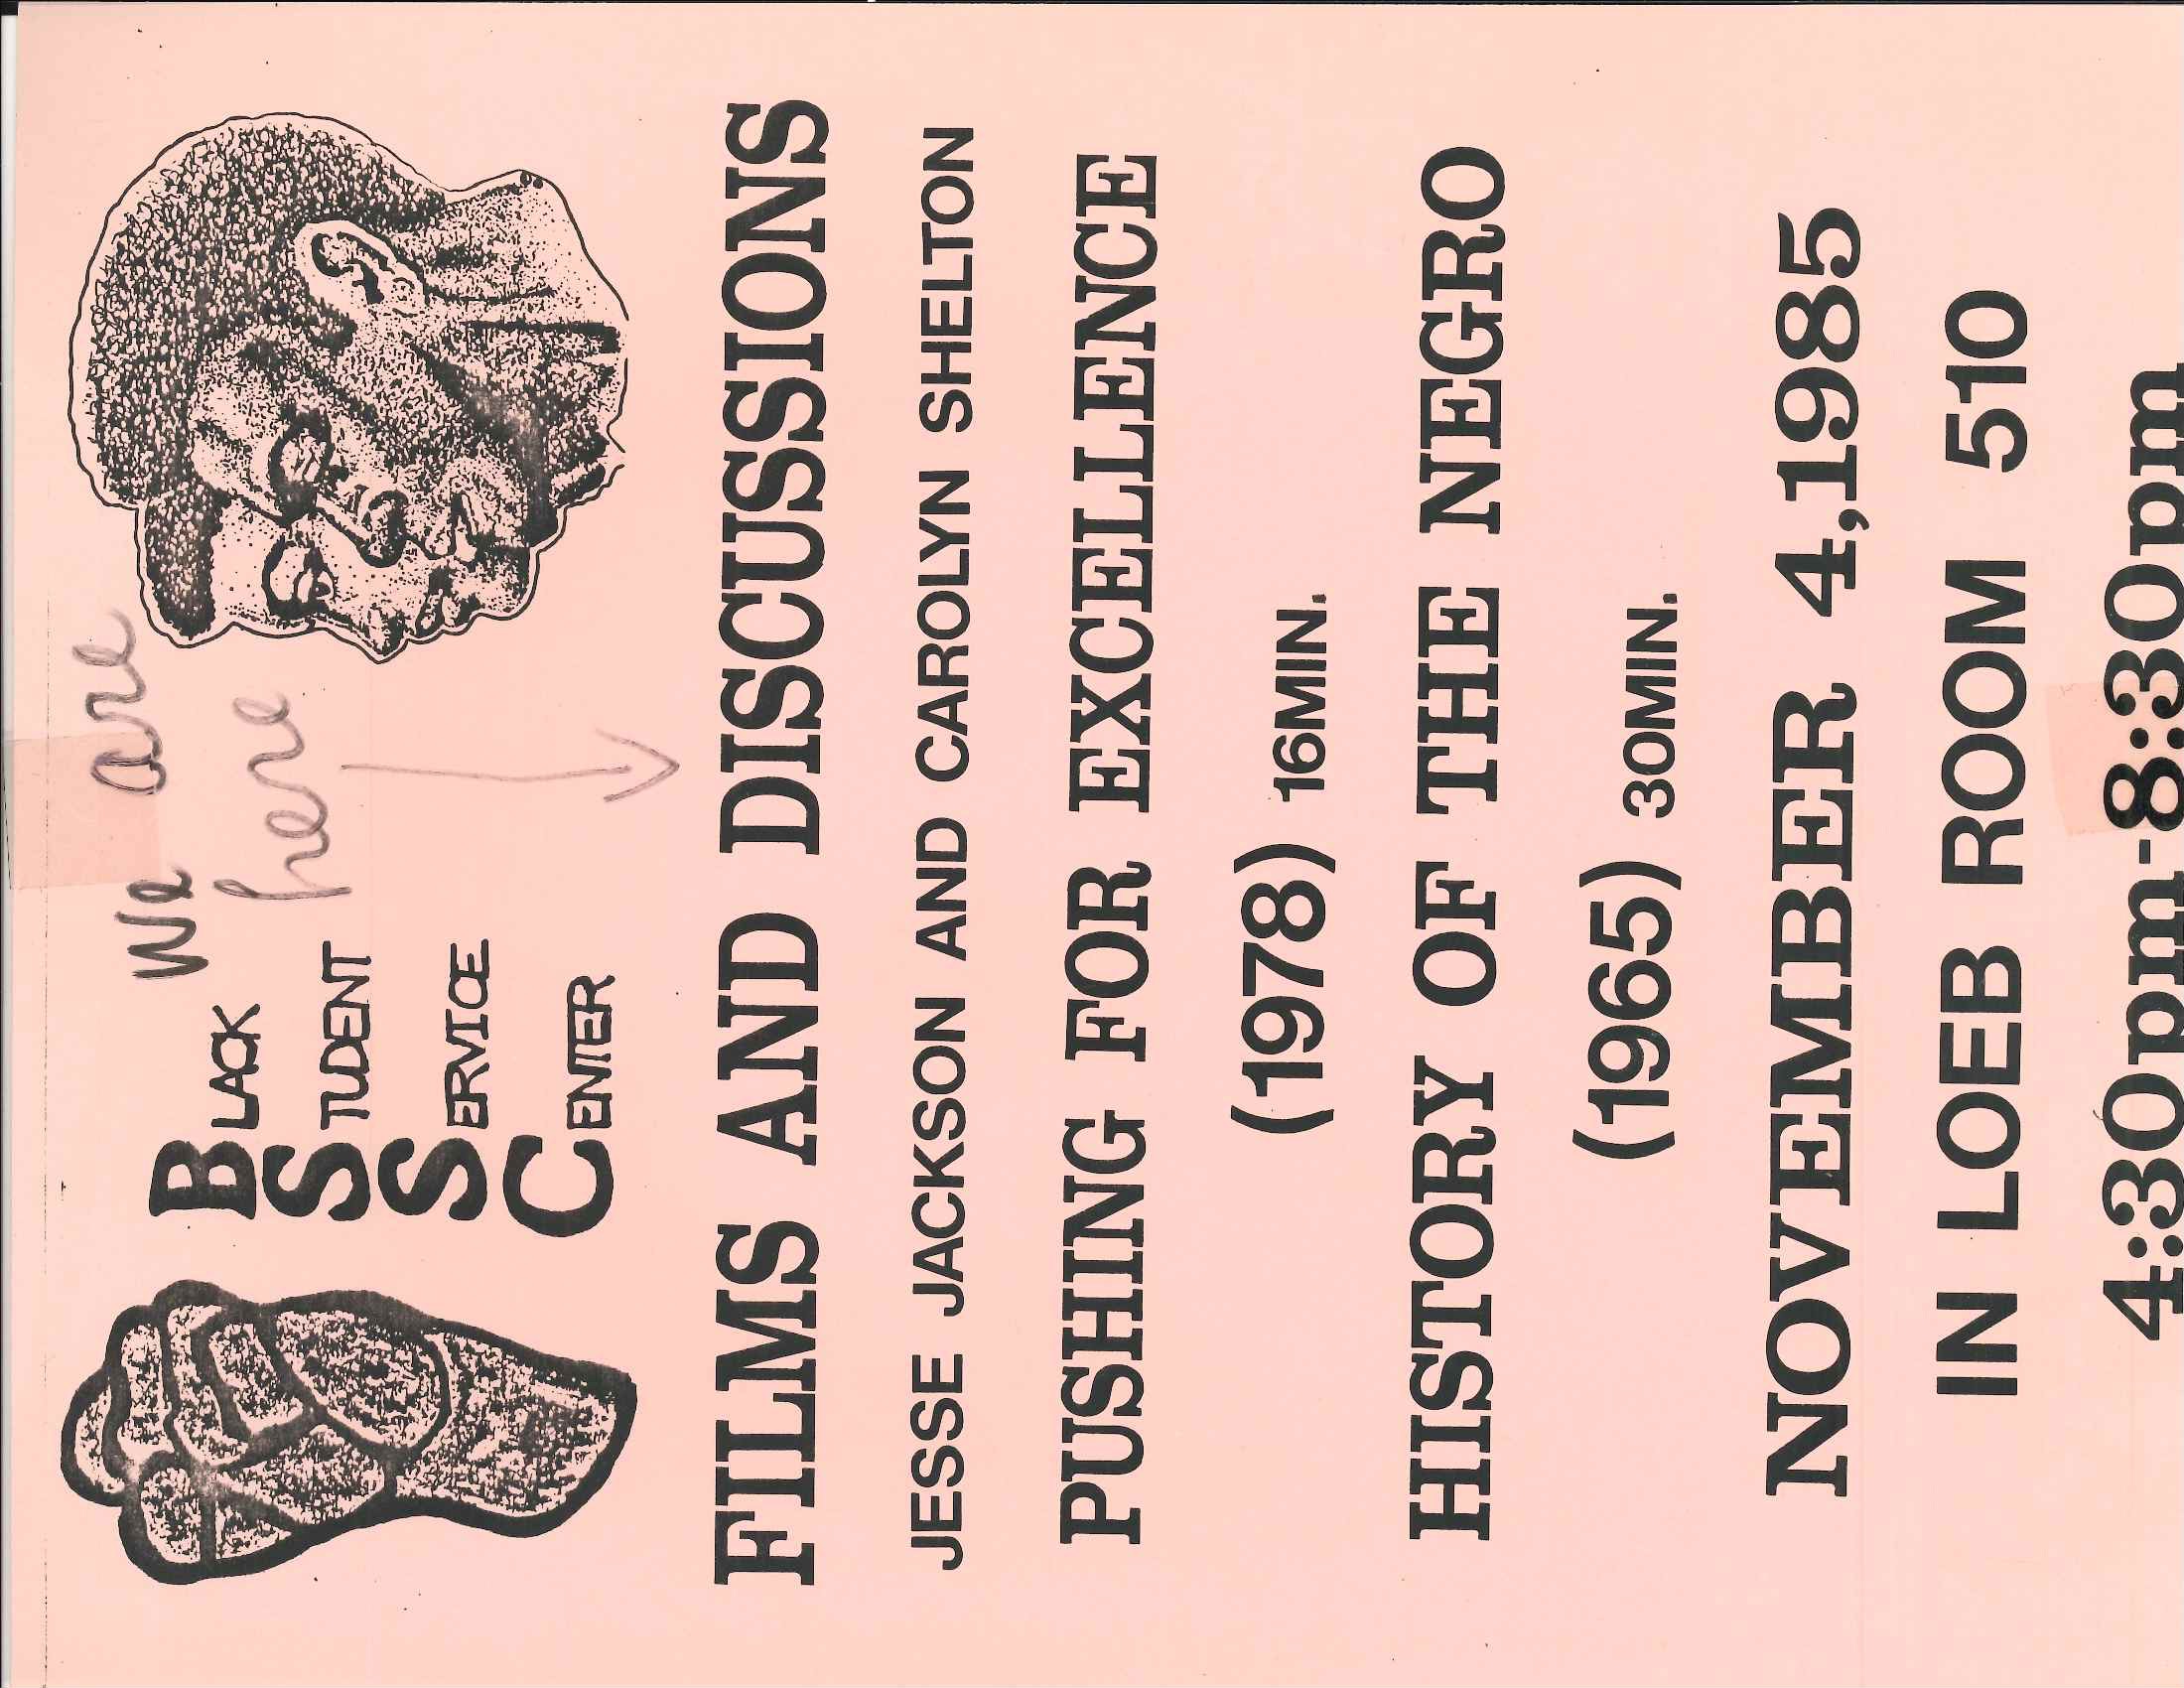 We are
here
BLACK
STUDENT
SERVICE
CENTER
FILMS AND DISCUSSIONS
JESSE JACKSON AND CAROLYN SHELTON
PUSHING FOR EXCELLENCE
(1978) 16MIN.
HISTORY OF THE NEGRO
(1965) 30MIN.
NOVEMBER 4,1985
IN LOEB ROOM 510
4:30pm-8:30pm